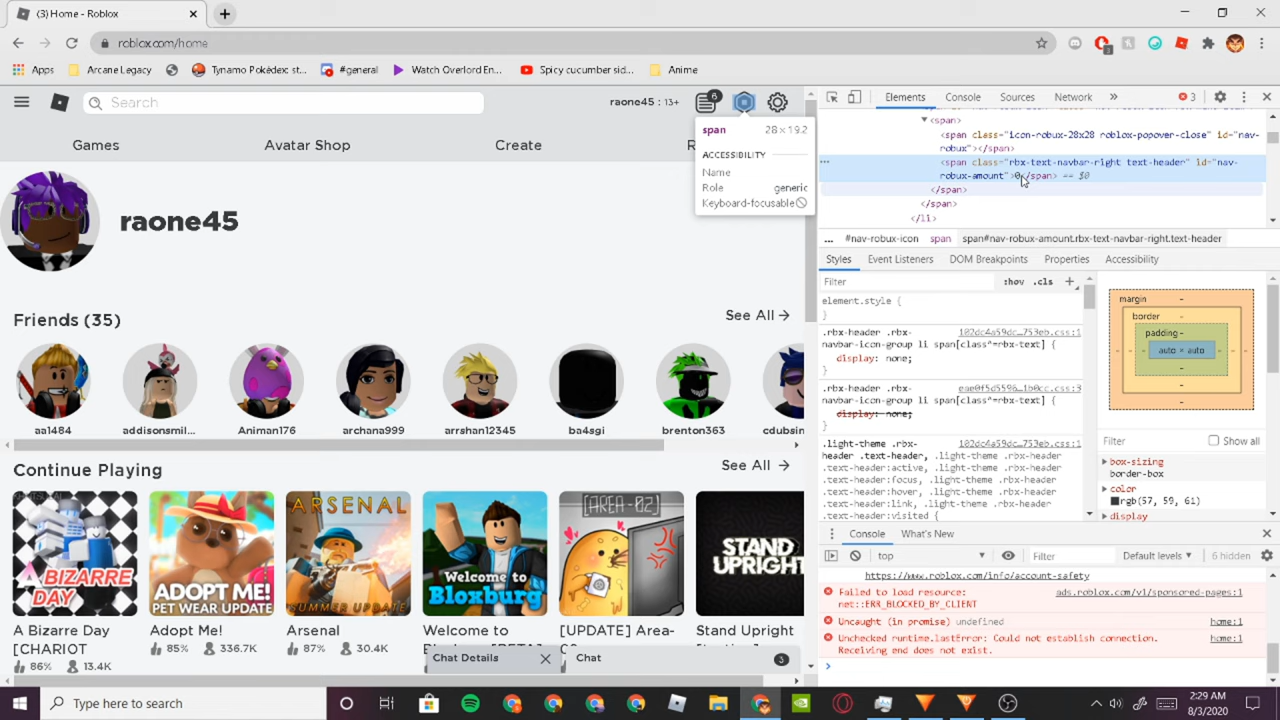 (3) Home - Roblox
roblox.com/home
3
Apps Arcane Legacy Tynamo Pokédex: st... #general Watch Overlord En... Spicy cucumber sid... Anime
Search
raone45 : 13+
6
Games Avatar Shop Create R
span 28×19.2
ACCESSIBILITY
Name
Role generic
Keyboard-focusable
raone45
Friends (35)
See All →
aa1484 addisonsmil... Animan176 archana999 arrshan12345 ba4sgi brenton363 cdubsin
Continue Playing
See All →
A BIZARRE DAY
ADOPT ME!
PET WEAR UPDATE
ARSENAL
SUMMER UPDATE
Welcome to
Bloxburg
[AREA-02]
STAND
UPRIGHT
A Bizarre Day
[CHARIOT
86% 13.4K
Adopt Me!
85% 336.7K
Arsenal
87% 30.4K
Welcome to
[UPDATE] Area-
Stand Upright
Chat Details
Chat
3
Elements Console Sources Network » 3
<span>
<span class="icon-robux-28x28 roblox-popover-close" id="nav-
robux"></span>
<span class="rbx-text-navbar-right text-header" id="nav-
robux-amount">0</span> == $0
</span>
</span>
</li>
... #nav-robux-icon span span#nav-robux-amount.rbx-text-navbar-right.text-header
Styles Event Listeners DOM Breakpoints Properties Accessibility
Filter :hov .cls +
element.style {
}
.rbx-header .rbx-
navbar-icon-group li span[class^=rbx-text] {
display: none;
}
.rbx-header .rbx-
navbar-icon-group li span[class^=rbx-text] {
display: none;
}
.light-theme .rbx-
header .text-header, .light-theme .rbx-header
.text-header:active, .light-theme .rbx-header
.text-header:focus, .light-theme .rbx-header
.text-header:hover, .light-theme .rbx-header
.text-header:link, .light-theme .rbx-header
.text-header:visited {
margin -
border -
padding -
auto × auto
Filter Show all
box-sizing
border-box
color
rgb(57, 59, 61)
display
Console What's New
top Filter Default levels ▼ 6 hidden
https://www.roblox.com/info/account-safety
Failed to load resource: ads.roblox.com/v1/sponsored-pages:1
net::ERR_BLOCKED_BY_CLIENT
Uncaught (in promise) undefined home:1
Unchecked runtime.lastError: Could not establish connection. home:1
Receiving end does not exist.
Type here to search
2:29 AM
8/3/2020